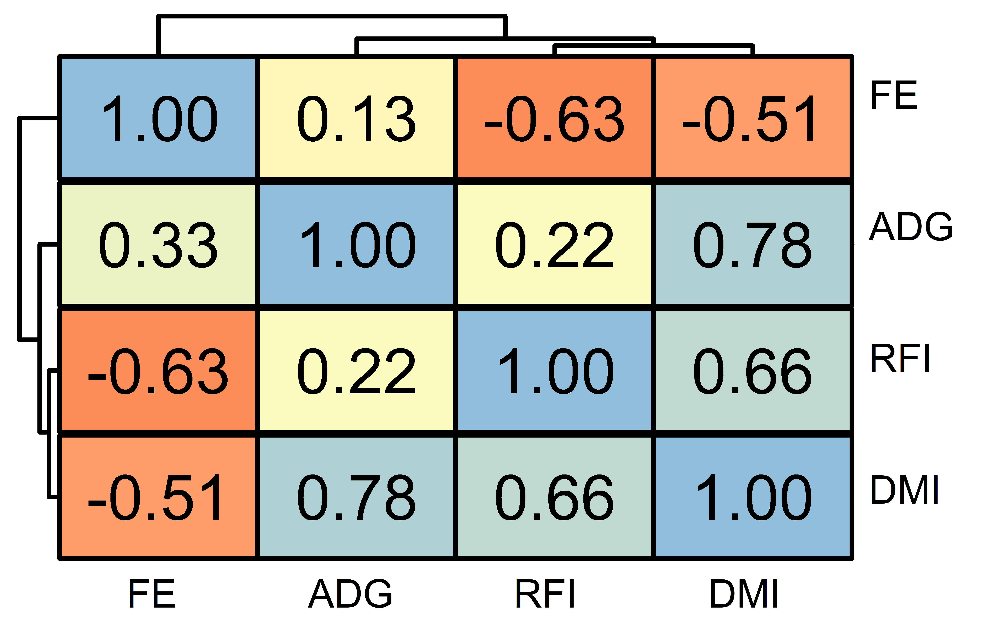 1.00 0.13 -0.63 -0.51 FE
0.33 1.00 0.22 0.78 ADG
-0.63 0.22 1.00 0.66 RFI
-0.51 0.78 0.66 1.00 DMI
FE ADG RFI DMI